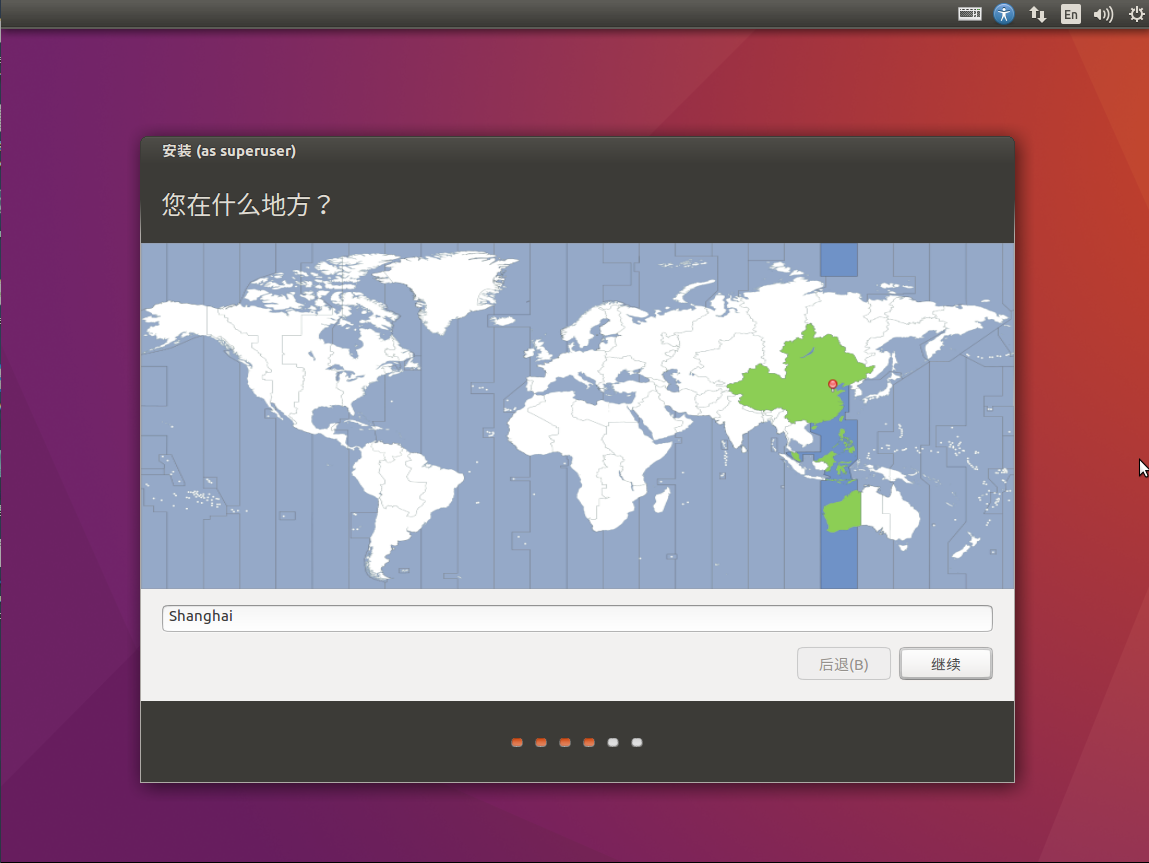 En
安装 (as superuser)
您在什么地方？
Shanghai
后退(B)
继续